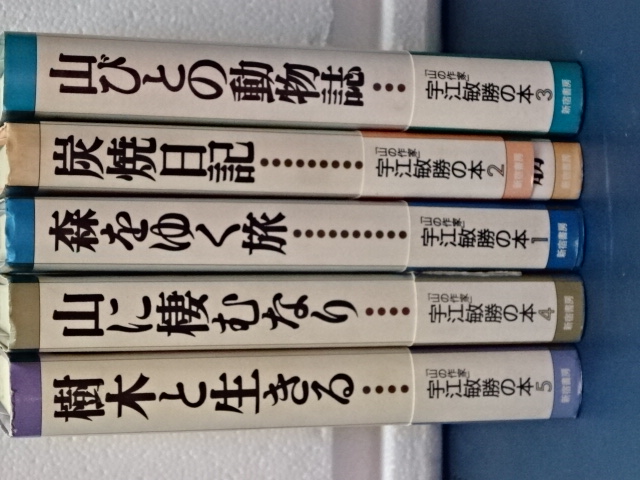 山びとの動物誌
「山の作家」
宇江敏勝の本 3
新宿書房
炭焼日記
「山の作家」
宇江敏勝の本 2
新宿書房
新宿書房
森をゆく旅
「山の作家」
宇江敏勝の本 1
新宿書房
山に棲むなり
「山の作家」
宇江敏勝の本 4
新宿書房
樹木と生きる
「山の作家」
宇江敏勝の本 5
新宿書房